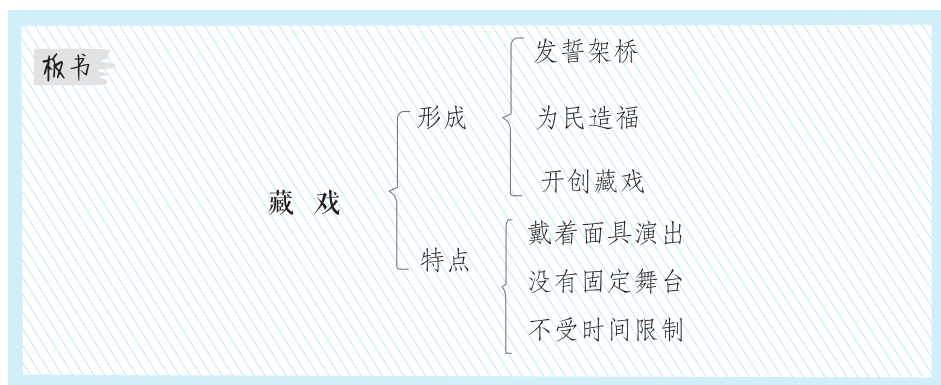 板书
发誓架桥
形成
为民造福
开创藏戏
藏 戏
戴着面具演出
特点
没有固定舞台
不受时间限制